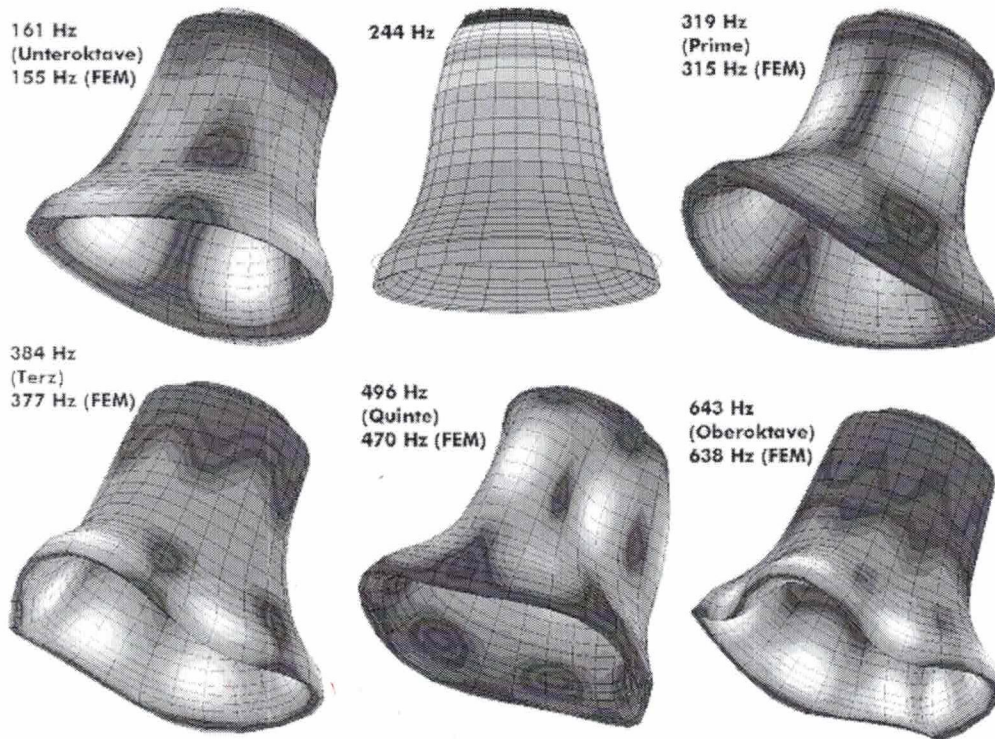 161 Hz
(Unteroktave)
155 Hz (FEM)
244 Hz
319 Hz
(Prime)
315 Hz (FEM)
384 Hz
(Terz)
377 Hz (FEM)
496 Hz
(Quinte)
470 Hz (FEM)
643 Hz
(Oberoktave)
638 Hz (FEM)